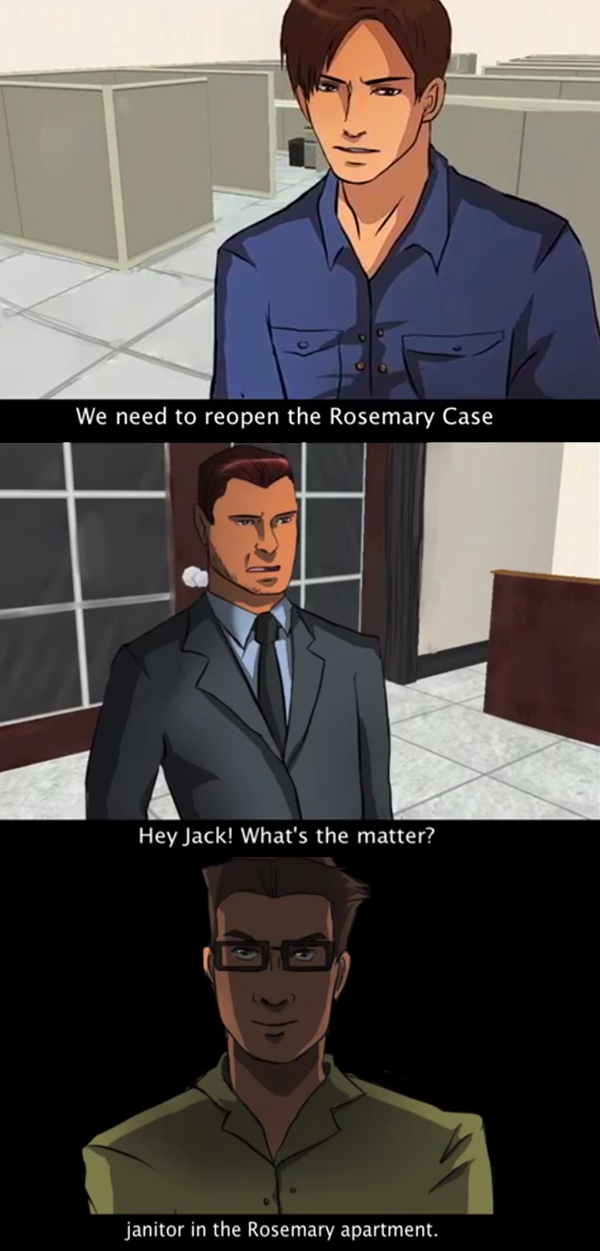 We need to reopen the Rosemary Case
Hey Jack! What's the matter?
janitor in the Rosemary apartment.